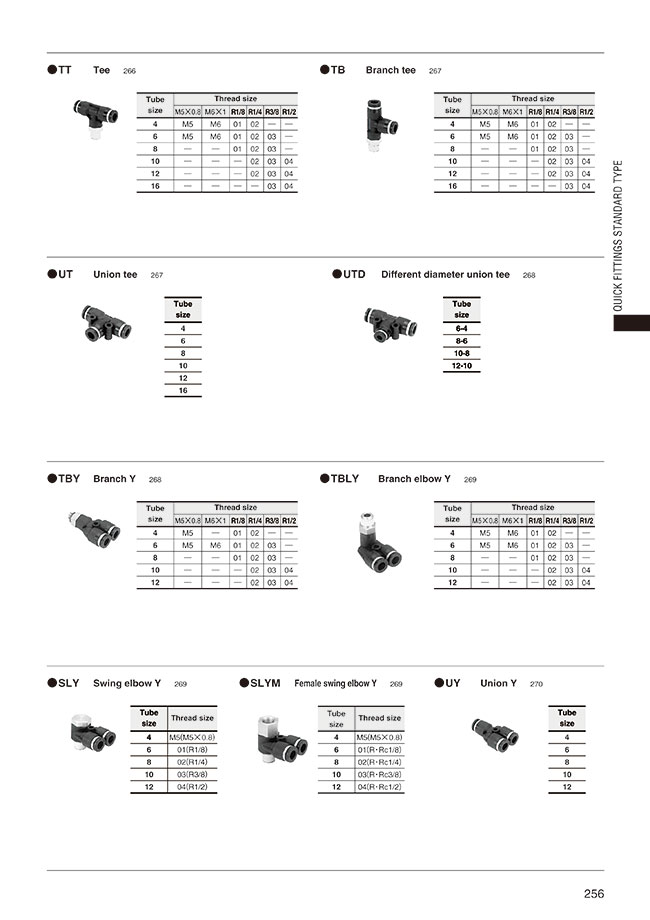 ●TT Tee 266
Tube size Thread size
M5×0.8 M6×1 R1/8 R1/4 R3/8 R1/2
4 M5 M6 01 02 — —
6 M5 M6 01 02 03 —
8 — — 01 02 03 —
10 — — — 02 03 04
12 — — — 02 03 04
16 — — — — 03 04
●TB Branch tee 267
Tube size Thread size
M5×0.8 M6×1 R1/8 R1/4 R3/8 R1/2
4 M5 M6 01 02 — —
6 M5 M6 01 02 03 —
8 — — 01 02 03 —
10 — — — 02 03 04
12 — — — 02 03 04
16 — — — — 03 04
●UT Union tee 267
Tube
size
4
6
8
10
12
16
●UTD Different diameter union tee 268
Tube
size
6-4
8-6
10-8
12-10
●TBY Branch Y 268
Tube size Thread size
M5×0.8 M6×1 R1/8 R1/4 R3/8 R1/2
4 M5 — 01 02 — —
6 M5 M6 01 02 03 —
8 — — 01 02 03 —
10 — — — 02 03 04
12 — — — 02 03 04
●TBLY Branch elbow Y 269
Tube size Thread size
M5×0.8 M6×1 R1/8 R1/4 R3/8 R1/2
4 M5 M6 01 02 — —
6 M5 M6 01 02 03 —
8 — — 01 02 03 —
10 — — — 02 03 04
12 — — — 02 03 04
●SLY Swing elbow Y 269
Tube size Thread size
4 M5(M5×0.8)
6 01(R1/8)
8 02(R1/4)
10 03(R3/8)
12 04(R1/2)
●SLYM Female swing elbow Y 269
Tube size Thread size
4 M5(M5×0.8)
6 01(R・Rc1/8)
8 02(R・Rc1/4)
10 03(R・Rc3/8)
12 04(R・Rc1/2)
●UY Union Y 270
Tube
size
4
6
8
10
12
QUICK FITTINGS STANDARD TYPE
256